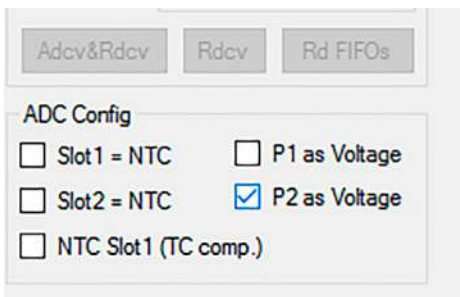 Adcv&Rdcv Rdcv Rd FIFOs
ADC Config
Slot1 = NTC P1 as Voltage
Slot2 = NTC P2 as Voltage
NTC Slot1 (TC comp.)